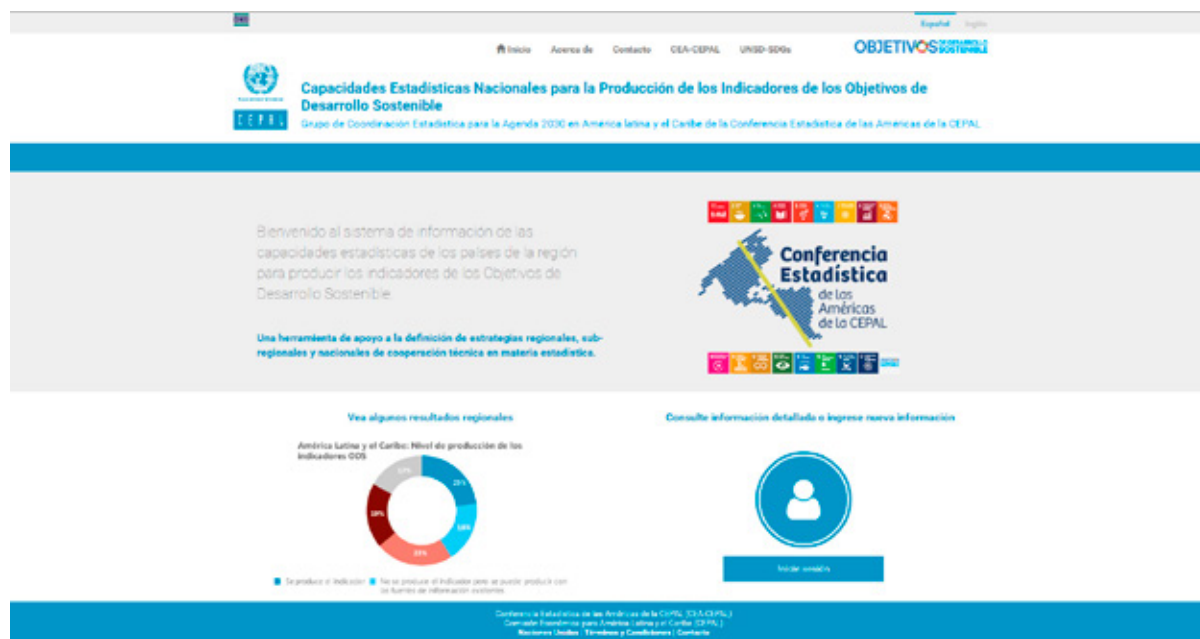 ONU
Español Inglés
Inicio Acerca de Contacto CEA-CEPAL UNSD-SDGs
OBJETIVOS DE DESARROLLO SOSTENIBLE
Capacidades Estadísticas Nacionales para la Producción de los Indicadores de los Objetivos de
Desarrollo Sostenible
CEPAL
Grupo de Coordinación Estadística para la Agenda 2030 en America latina y el Caribe de la Conferencia Estadística de las Americas de la CEPAL
Bienvenido al sistema de información de las
capacidades estadísticas de los países de la región
para producir los indicadores de los Objetivos de
Desarrollo Sostenible.
Una herramienta de apoyo a la definición de estrategias regionales, sub-
regionales y nacionales de cooperación técnica en materia estadística.
Conferencia
Estadística
de las
Américas
de la CEPAL
Vea algunos resultados regionales
Consulte información detallada o ingrese nueva información
América Latina y el Caribe: Nivel de producción de los
indicadores ODS
Iniciar sesión
Se produce el indicador No se produce el indicador pero se puede producir con
las fuentes de información existentes
Conferencia Estadística de las Américas de la CEPAL (CEA-CEPAL)
Comisión Económica para América Latina y el Caribe (CEPAL)
Naciones Unidas | Términos y Condiciones | Contacto